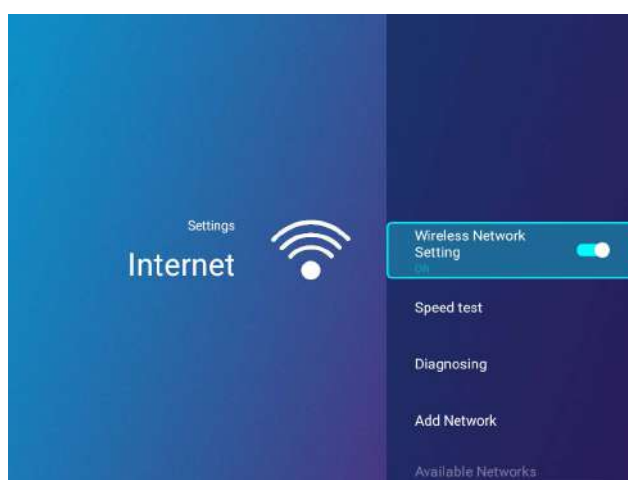 Settings
Internet
Wireless Network
Setting
On
Speed test
Diagnosing
Add Network
Available Networks